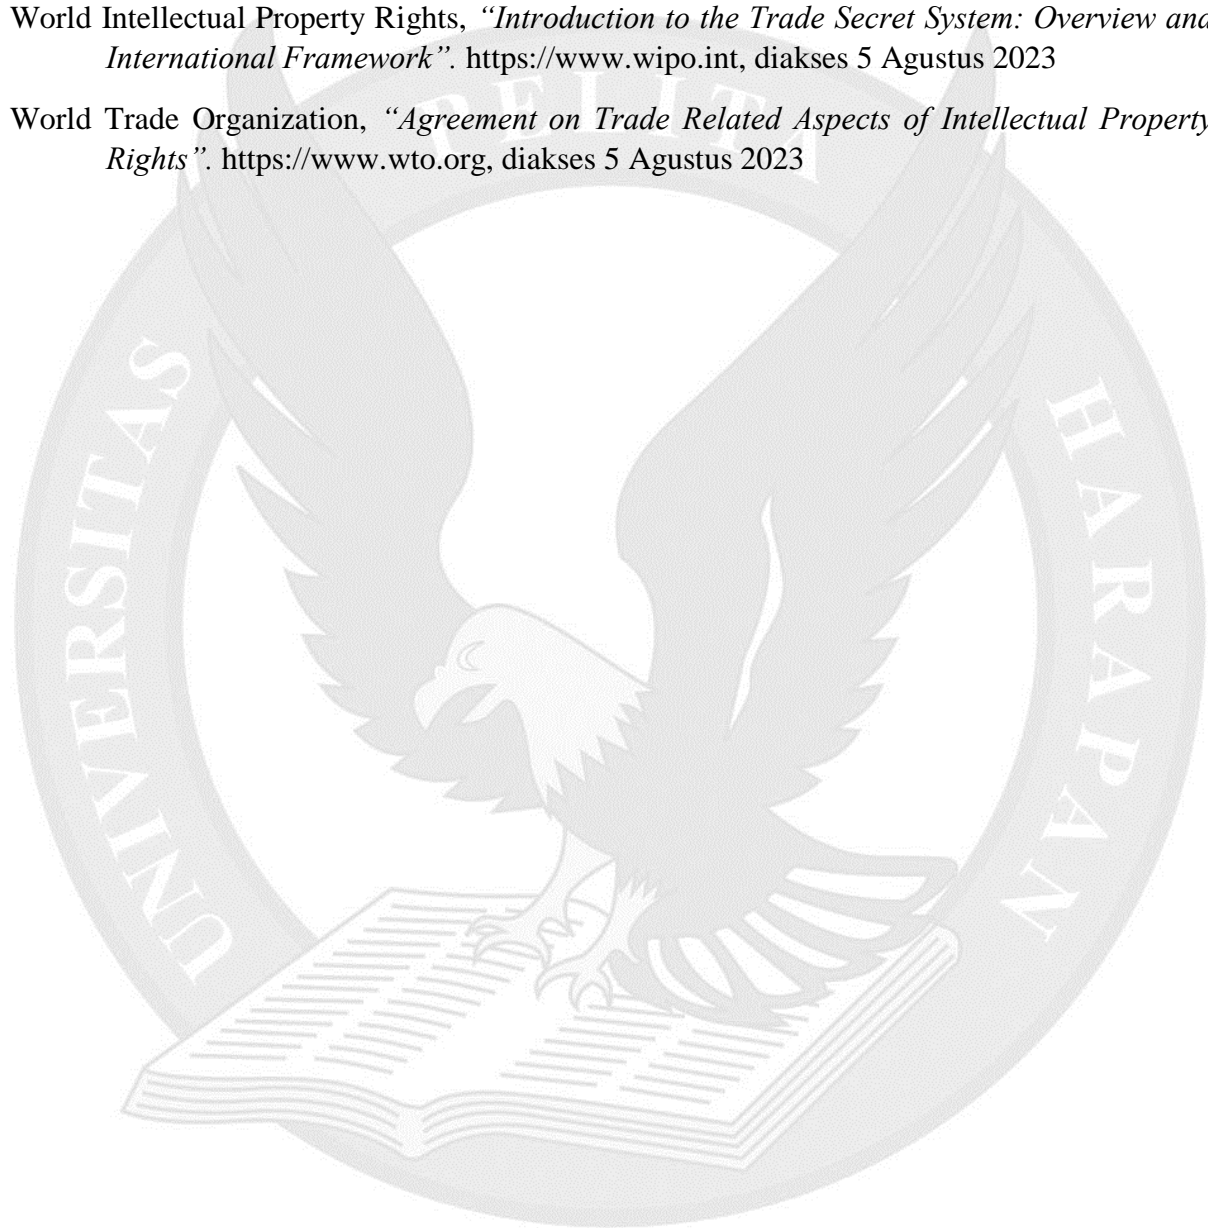 World Intellectual Property Rights, “Introduction to the Trade Secret System: Overview and
International Framework”. https://www.wipo.int, diakses 5 Agustus 2023
World Trade Organization, “Agreement on Trade Related Aspects of Intellectual Property
Rights”. https://www.wto.org, diakses 5 Agustus 2023
UNIVERSITAS
PELITA
HARAPAN